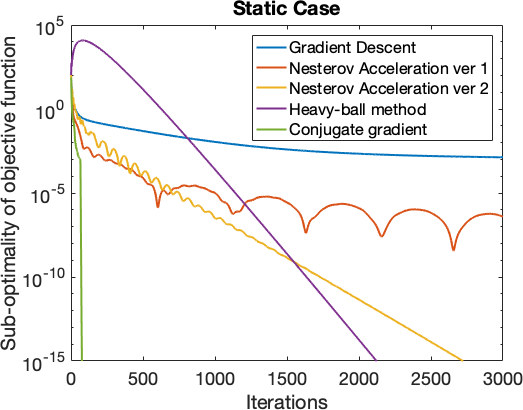 Static Case
Sub-optimality of objective function
10^5
10^0
10^-5
10^-10
10^-15
Gradient Descent
Nesterov Acceleration ver 1
Nesterov Acceleration ver 2
Heavy-ball method
Conjugate gradient
0 500 1000 1500 2000 2500 3000
Iterations